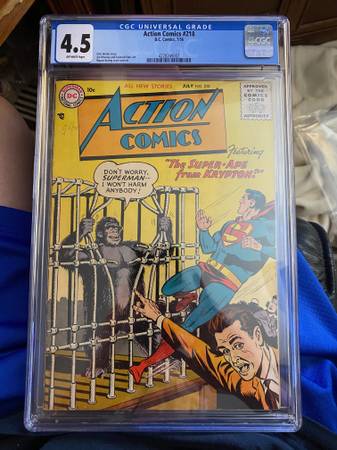 CGC UNIVERSAL GRADE
4.5
OFF-WHITE Pages
Action Comics #218
D.C. Comics, 7/56
CGC
DC
10¢
ALL NEW STORIES
JULY NO. 218
APPROVED
BY THE
COMICS
CODE
AUTHORITY
ACTION
COMICS
Featuring
"The SUPER-APE
from KRYPTON!"
DON'T WORRY,
SUPERMAN--
I WON'T HARM
ANYBODY!
S